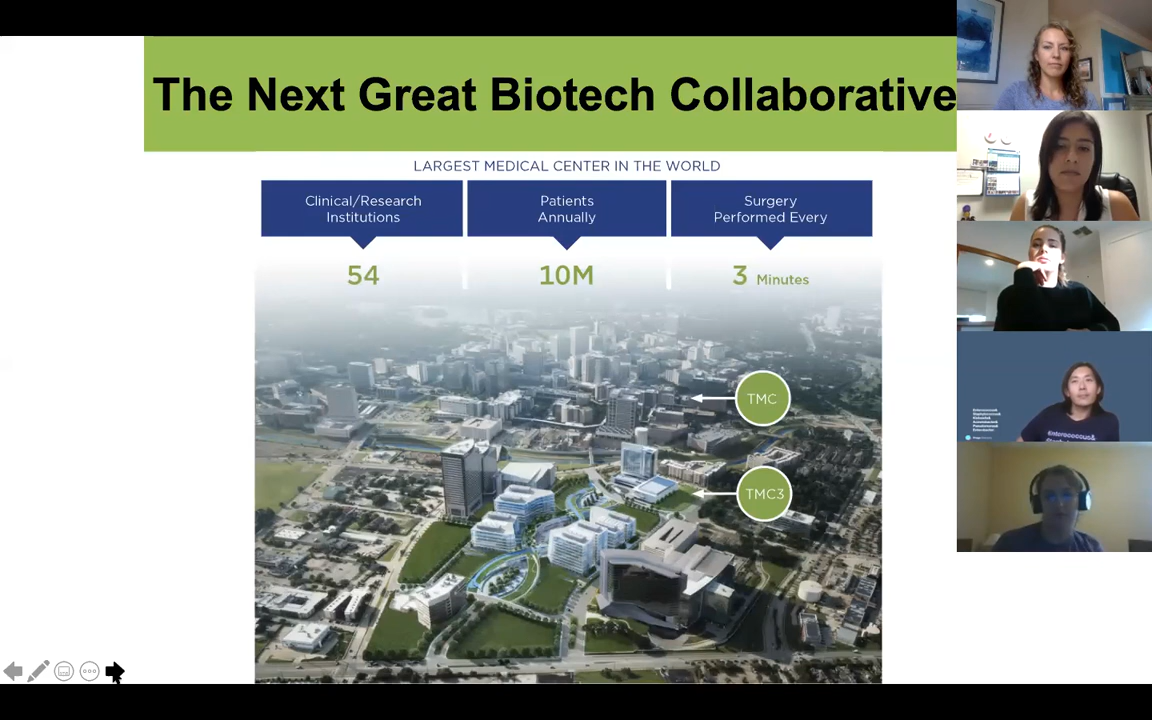 The Next Great Biotech Collaborative
LARGEST MEDICAL CENTER IN THE WORLD
Clinical/Research
Institutions
Patients
Annually
Surgery
Performed Every
54
10M
3 Minutes
TMC
TMC3
Enterococcus&